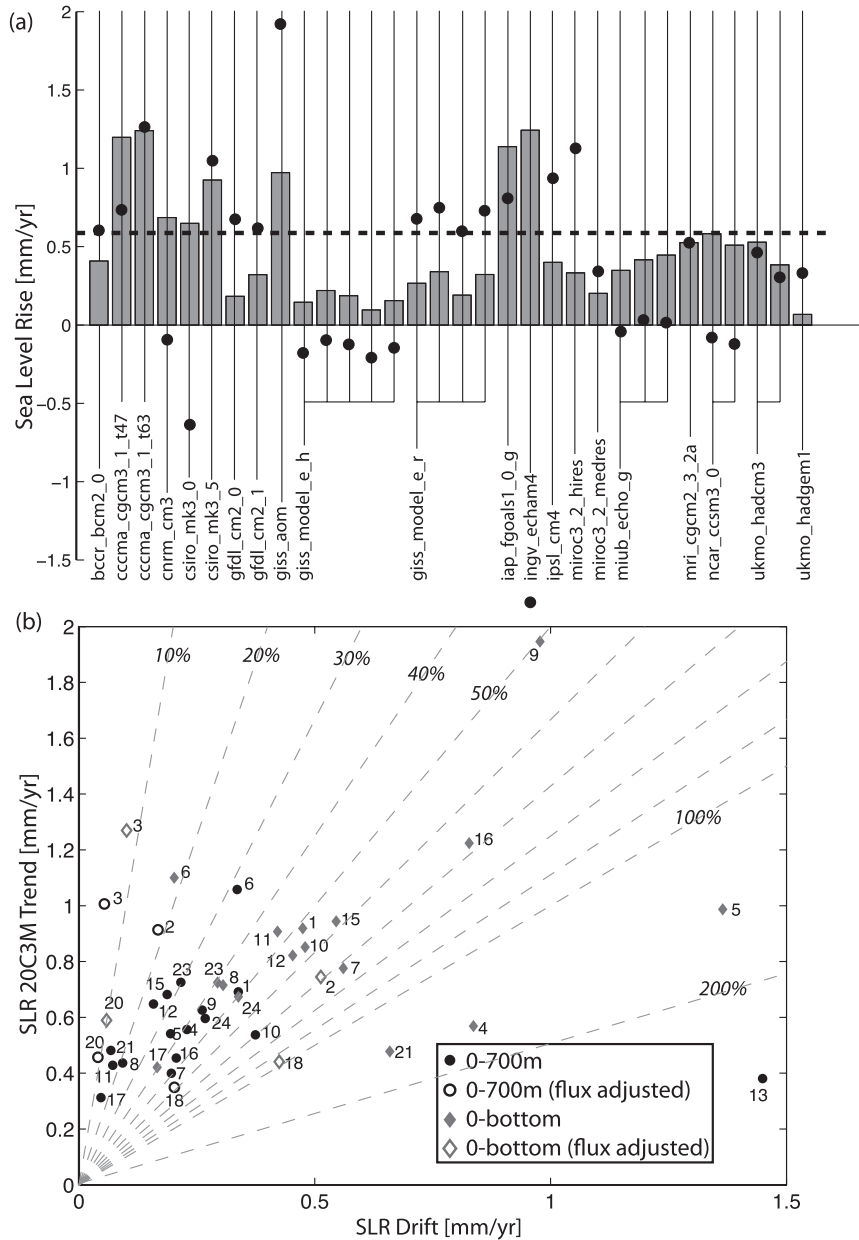 (a)
2
1.5
1
0.5
0
−0.5
−1
−1.5
Sea Level Rise [mm/yr]
bccr_bcm2_0
cccma_cgcm3_1_t47
cccma_cgcm3_1_t63
cnrm_cm3
csiro_mk3_0
csiro_mk3_5
gfdl_cm2_0
gfdl_cm2_1
giss_aom
giss_model_e_h
giss_model_e_r
iap_fgoals1_0_g
ingv_echam4
ipsl_cm4
miroc3_2_hires
miroc3_2_medres
miub_echo_g
mri_cgcm2_3_2a
ncar_ccsm3_0
ukmo_hadcm3
ukmo_hadgem1
(b)
2
1.8
1.6
1.4
1.2
1
0.8
0.6
0.4
0.2
0
SLR 20C3M Trend [mm/yr]
10%
20%
30%
40%
50%
100%
200%
9
3
16
6
6
3
5
2
11
1
15
12
10
23
23
8
7
15
1
2
12
9
24
20
24
5
4
10
4
20
21
16
21
11
8
17
7
18
17
18
13
0-700m
0-700m (flux adjusted)
0-bottom
0-bottom (flux adjusted)
0
0.5
1
1.5
SLR Drift [mm/yr]